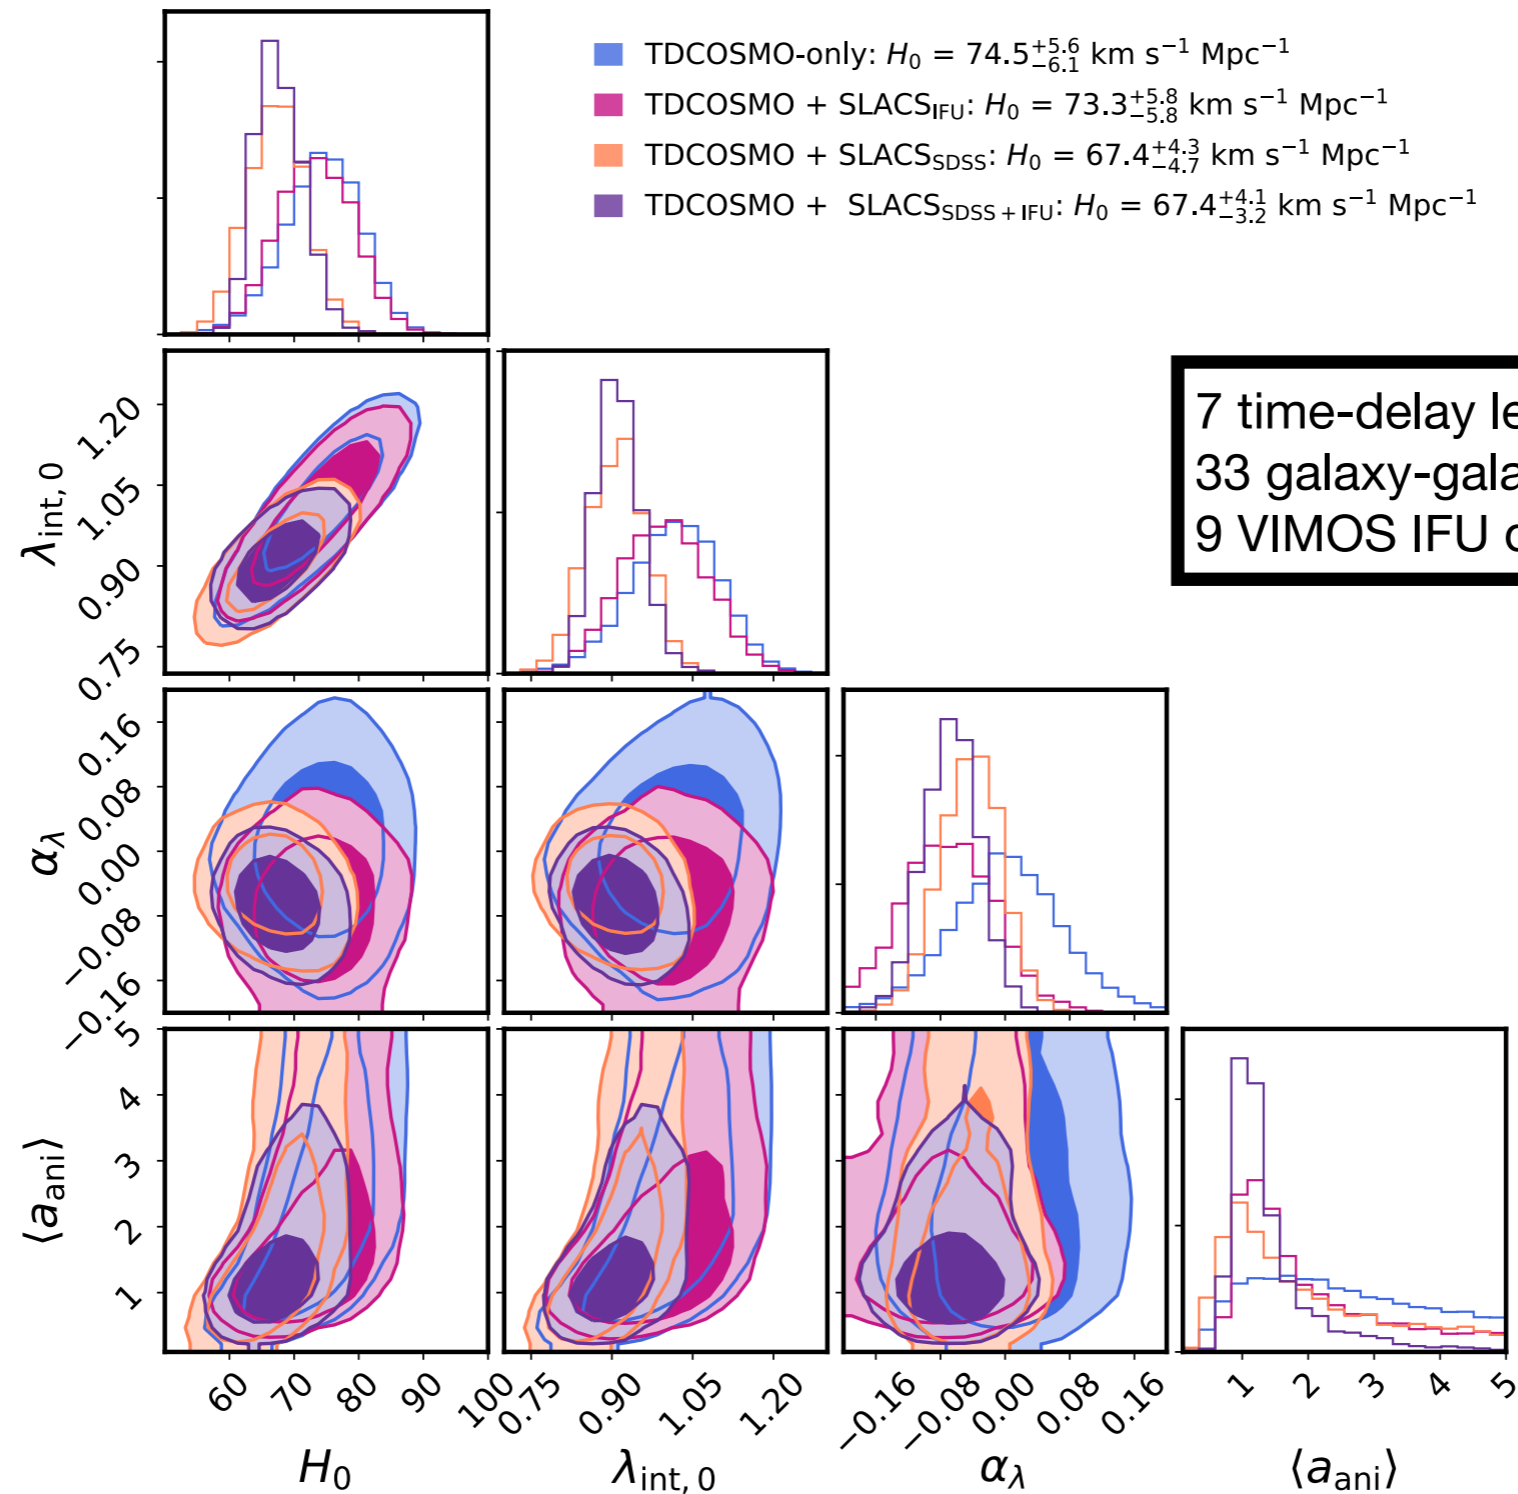 TDCOSMO-only: H₀ = 74.5⁺⁵·⁶₋₆.₁ km s⁻¹ Mpc⁻¹
TDCOSMO + SLACS_IFU: H₀ = 73.3⁺⁵·⁸₋₅.₈ km s⁻¹ Mpc⁻¹
TDCOSMO + SLACS_SDSS: H₀ = 67.4⁺⁴·³₋₄.₇ km s⁻¹ Mpc⁻¹
TDCOSMO + SLACS_SDSS+IFU: H₀ = 67.4⁺⁴·¹₋₃.₂ km s⁻¹ Mpc⁻¹
7 time-delay le
33 galaxy-gala
9 VIMOS IFU
λint, 0
1.20
1.05
0.90
0.75
αλ
0.16
0.08
0.00
−0.08
−0.16
⟨aani⟩
5
4
3
2
1
60 70 80 90 100
0.75 0.90 1.05 1.20
−0.16 −0.08 0.00 0.08 0.16
1 2 3 4 5
H₀ λint, 0 αλ ⟨aani⟩